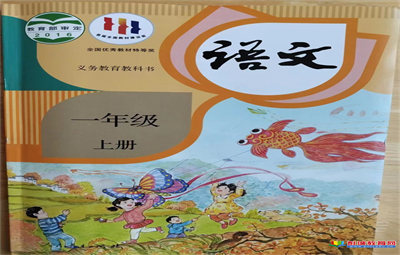 教育部审定
2016
全国优秀教材特等奖
义务教育教科书
语文
一年级
上册